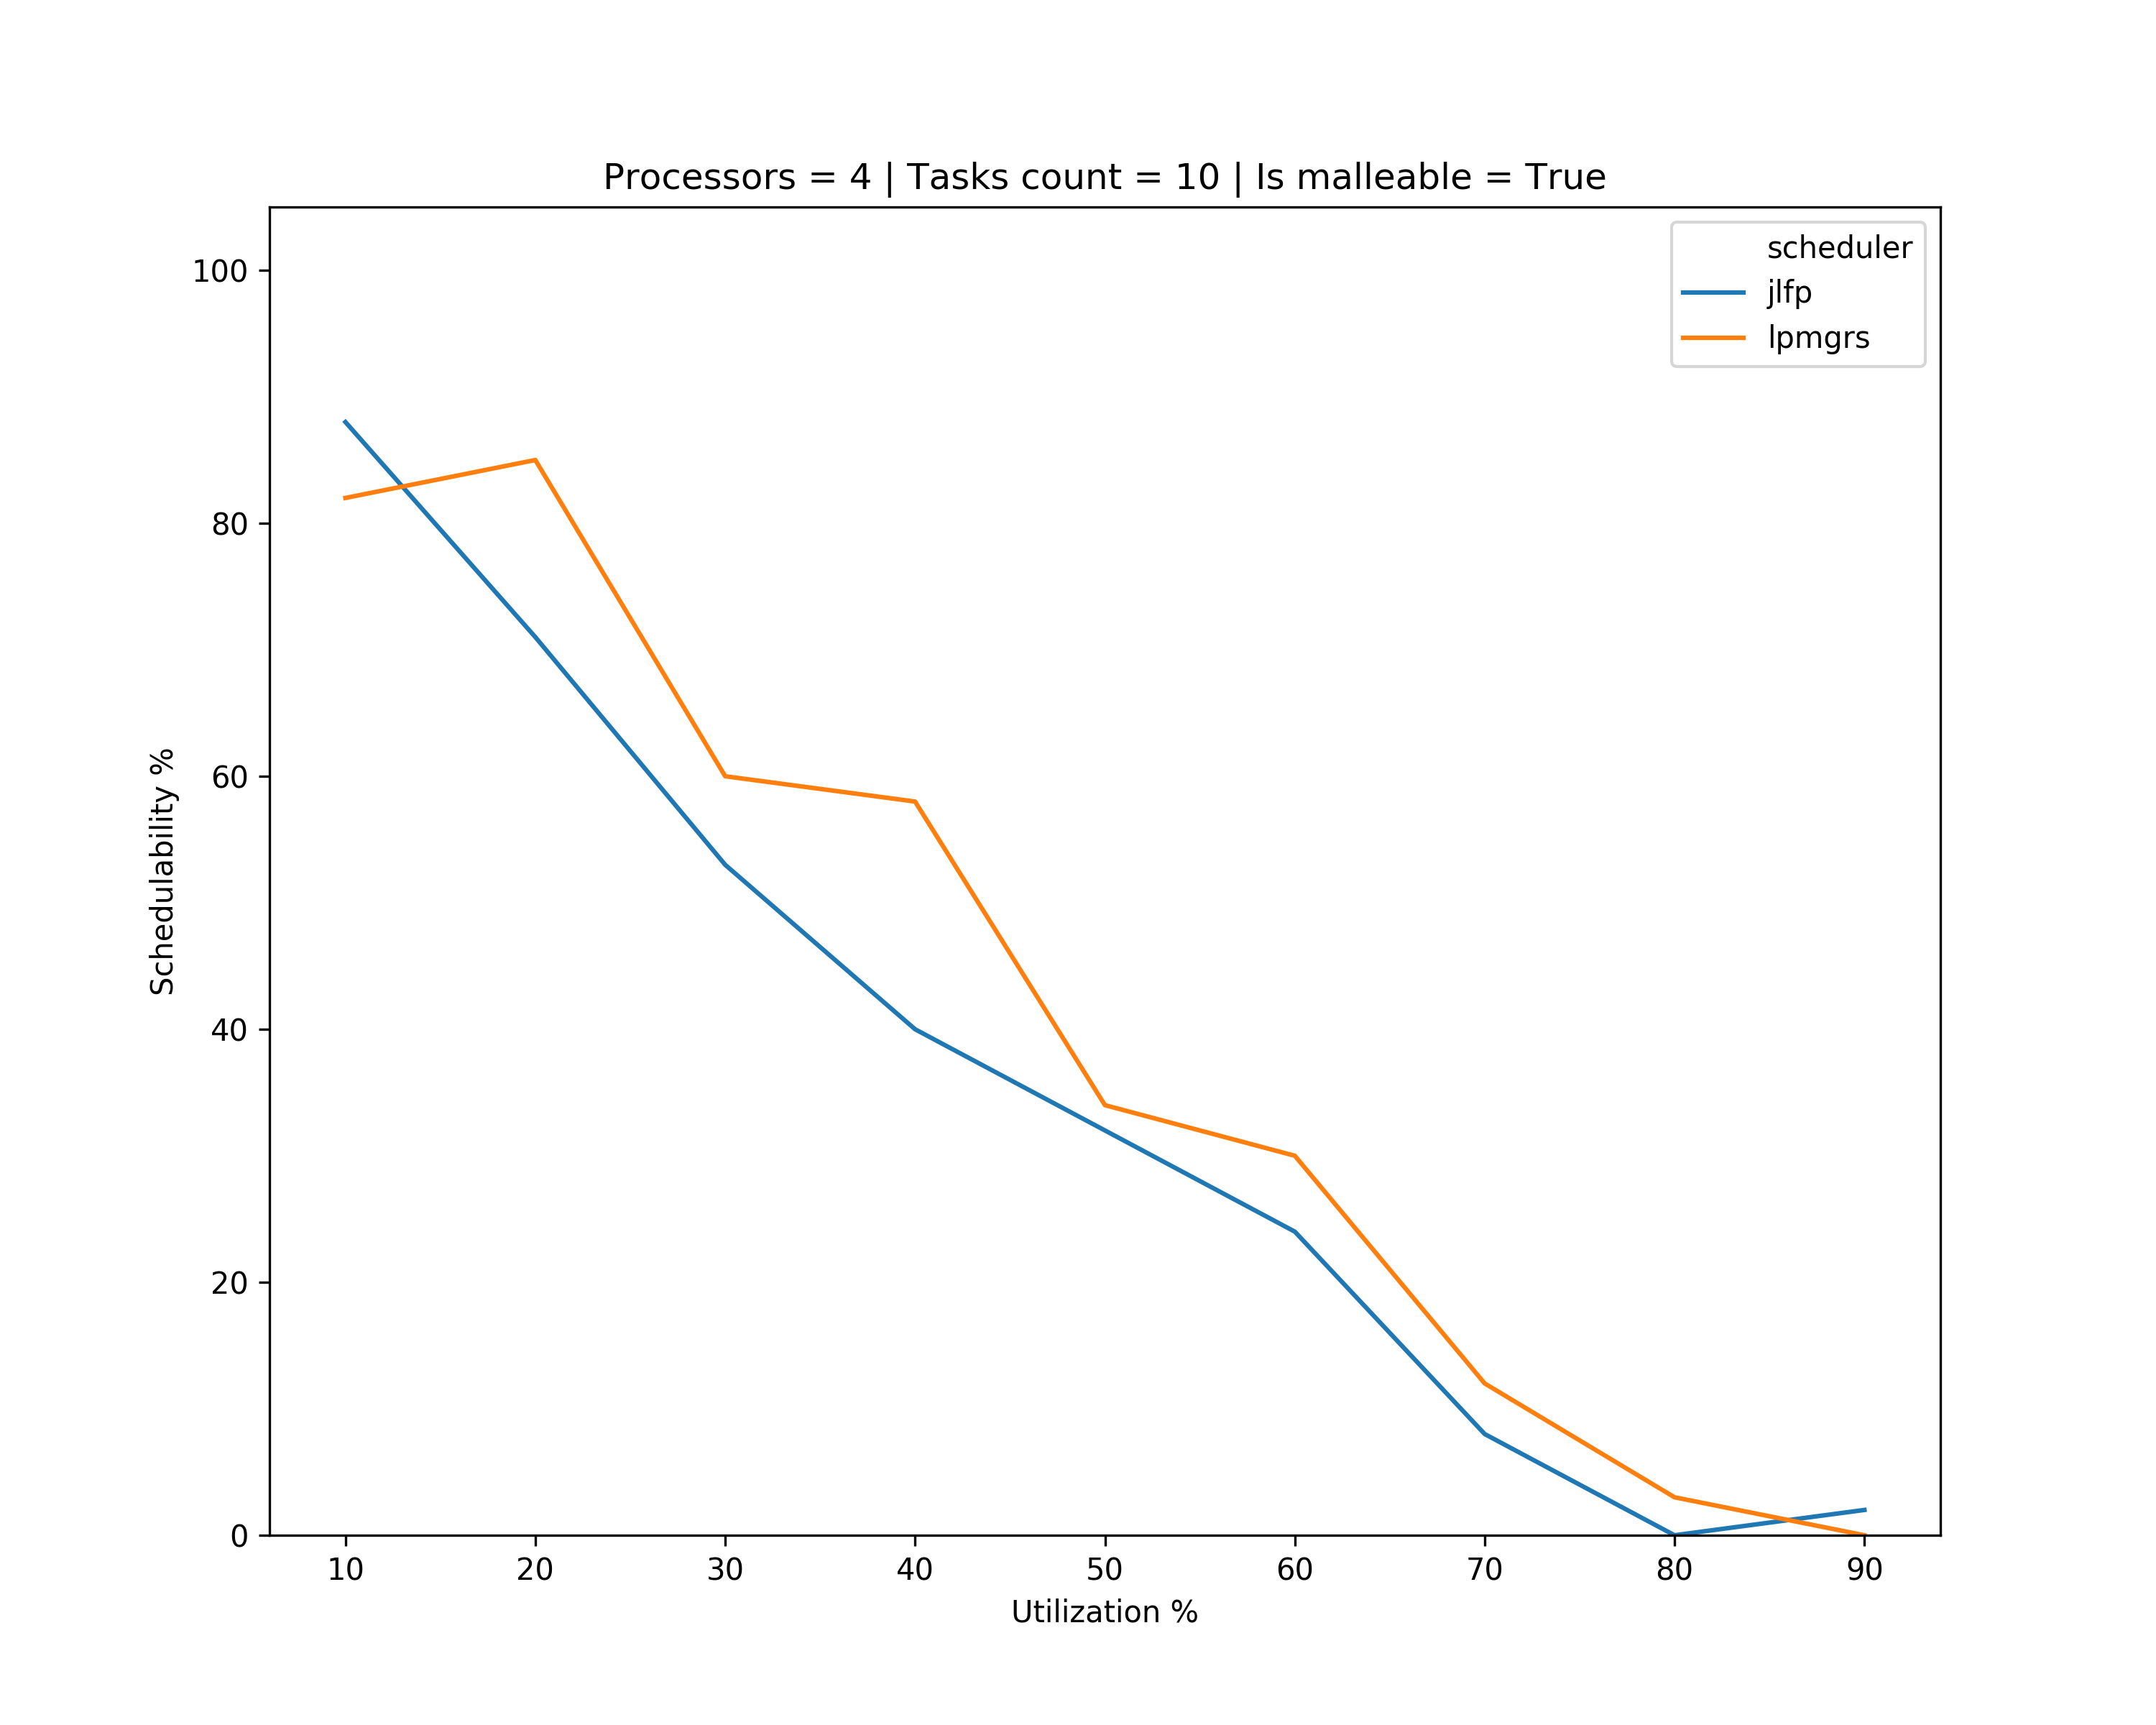 Processors = 4 | Tasks count = 10 | Is malleable = True
scheduler
jlfp
lpmgrs
100
80
60
40
20
0
Schedulability %
10 20 30 40 50 60 70 80 90
Utilization %